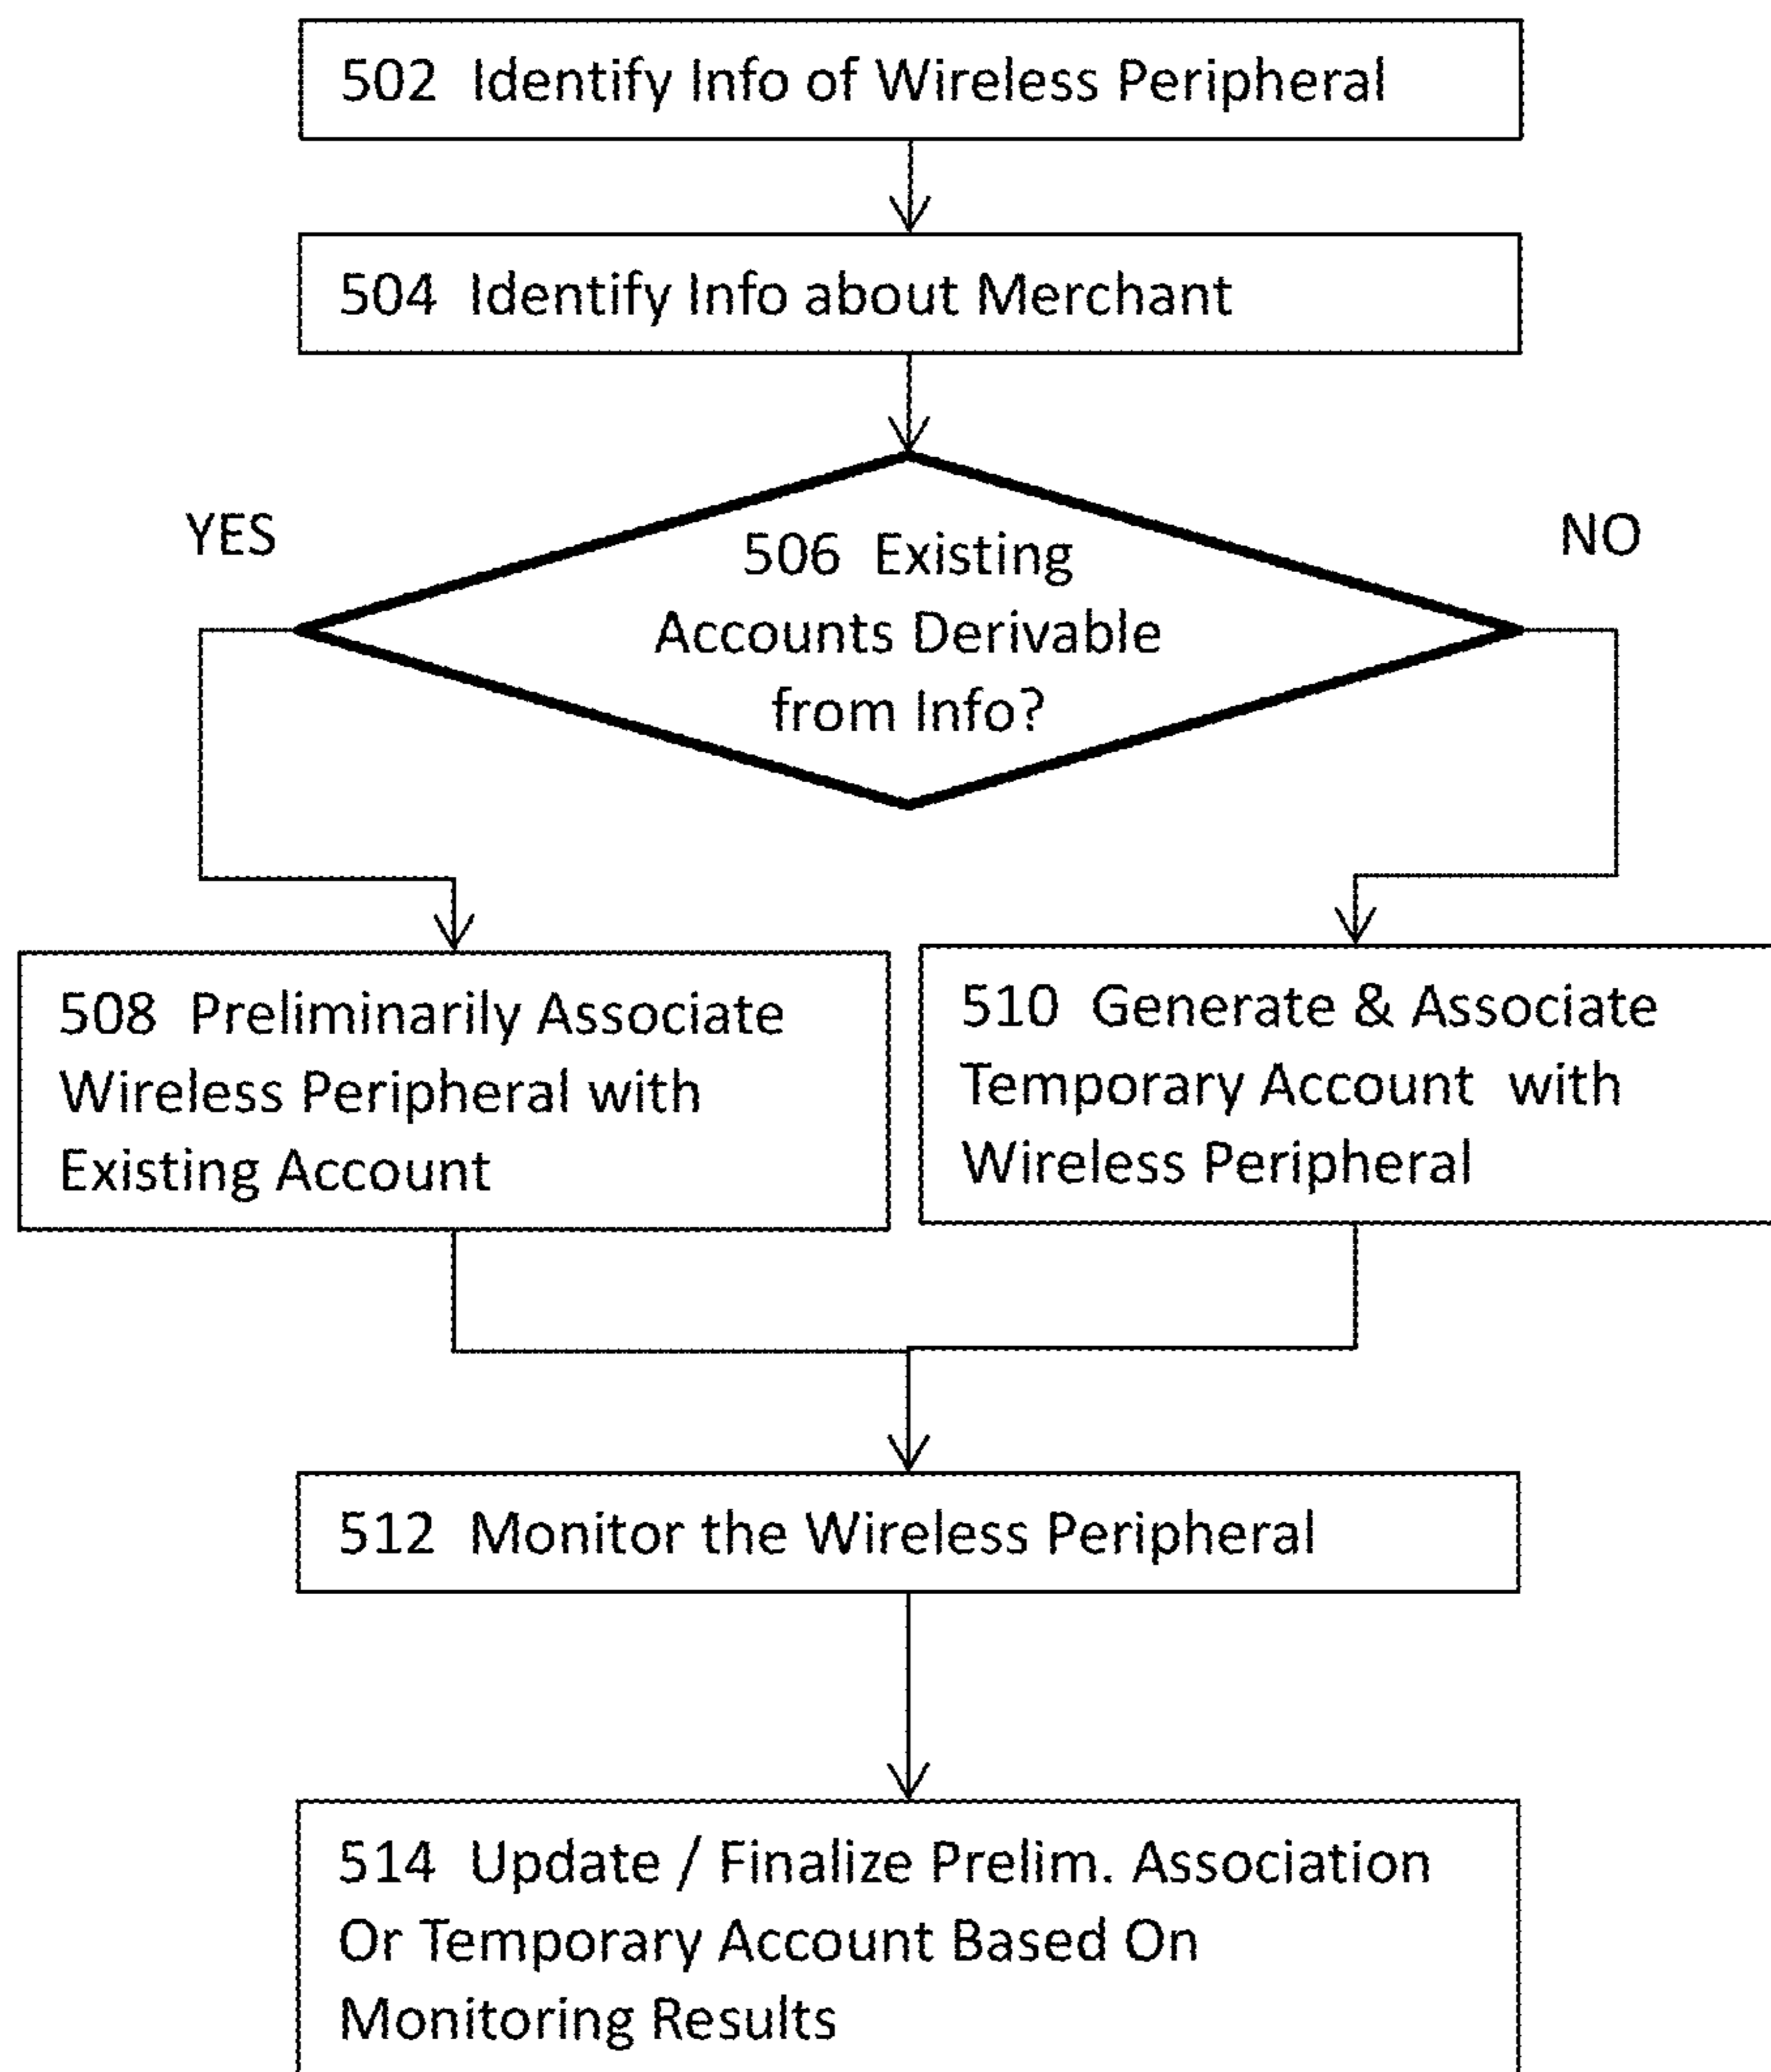 502 Identify Info of Wireless Peripheral
504 Identify Info about Merchant
YES
NO
506 Existing
Accounts Derivable
from Info?
508 Preliminarily Associate
Wireless Peripheral with
Existing Account
510 Generate & Associate
Temporary Account with
Wireless Peripheral
512 Monitor the Wireless Peripheral
514 Update / Finalize Prelim. Association
Or Temporary Account Based On
Monitoring Results